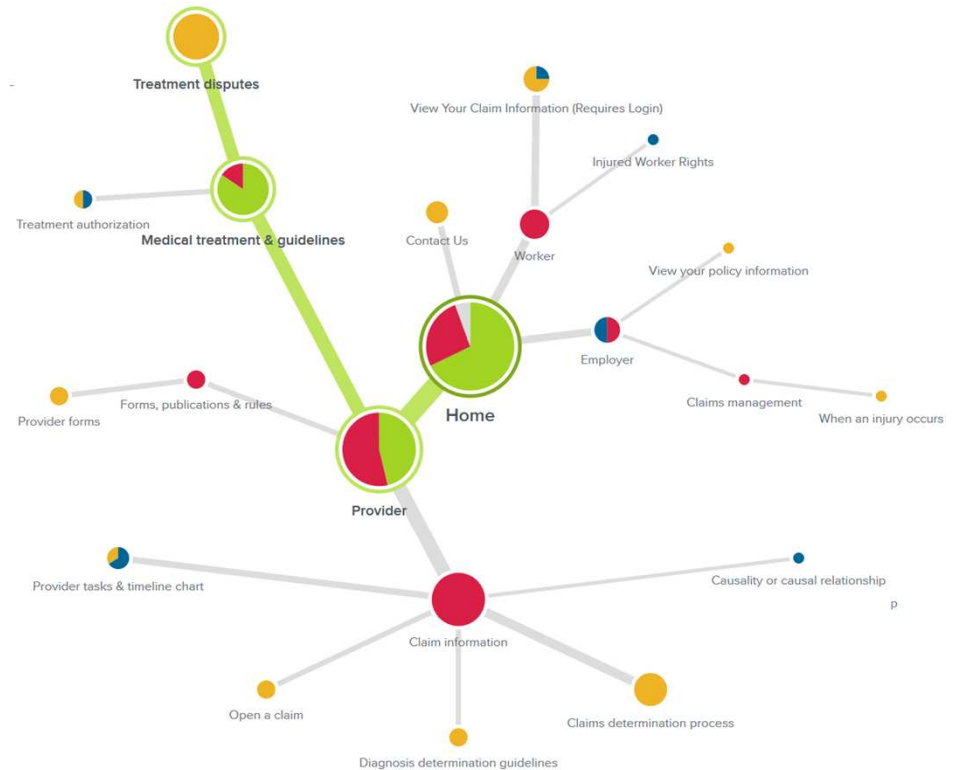 Treatment disputes
-
View Your Claim Information (Requires Login)
Injured Worker Rights
Treatment authorization
Medical treatment & guidelines
Contact Us
Worker
View your policy information
Employer
Home
Claims management
When an injury occurs
Forms, publications & rules
Provider forms
Provider
Provider tasks & timeline chart
Causality or causal relationship
p
Claim information
Open a claim
Claims determination process
Diagnosis determination guidelines